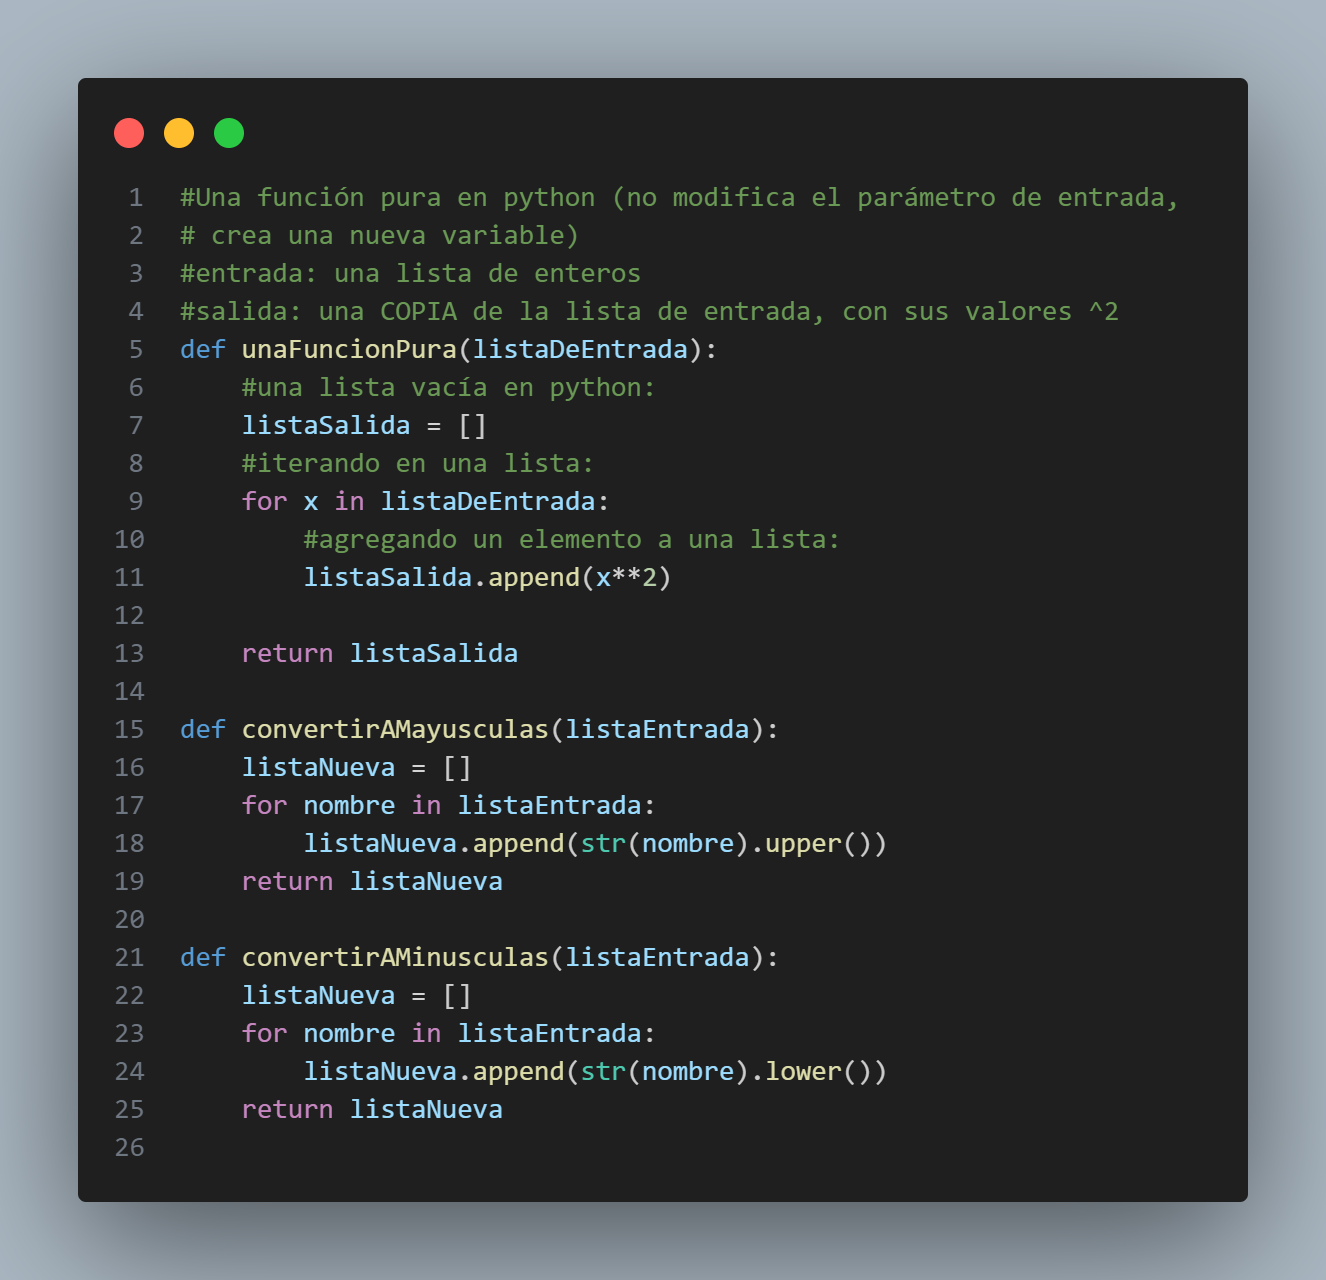 1 #Una función pura en python (no modifica el parámetro de entrada,
2 # crea una nueva variable)
3 #entrada: una lista de enteros
4 #salida: una COPIA de la lista de entrada, con sus valores ^2
5 def unaFuncionPura(listaDeEntrada):
6     #una lista vacía en python:
7     listaSalida = []
8     #iterando en una lista:
9     for x in listaDeEntrada:
10         #agregando un elemento a una lista:
11         listaSalida.append(x**2)
12
13     return listaSalida
14
15 def convertirAMayusculas(listaEntrada):
16     listaNueva = []
17     for nombre in listaEntrada:
18         listaNueva.append(str(nombre).upper())
19     return listaNueva
20
21 def convertirAMinusculas(listaEntrada):
22     listaNueva = []
23     for nombre in listaEntrada:
24         listaNueva.append(str(nombre).lower())
25     return listaNueva
26